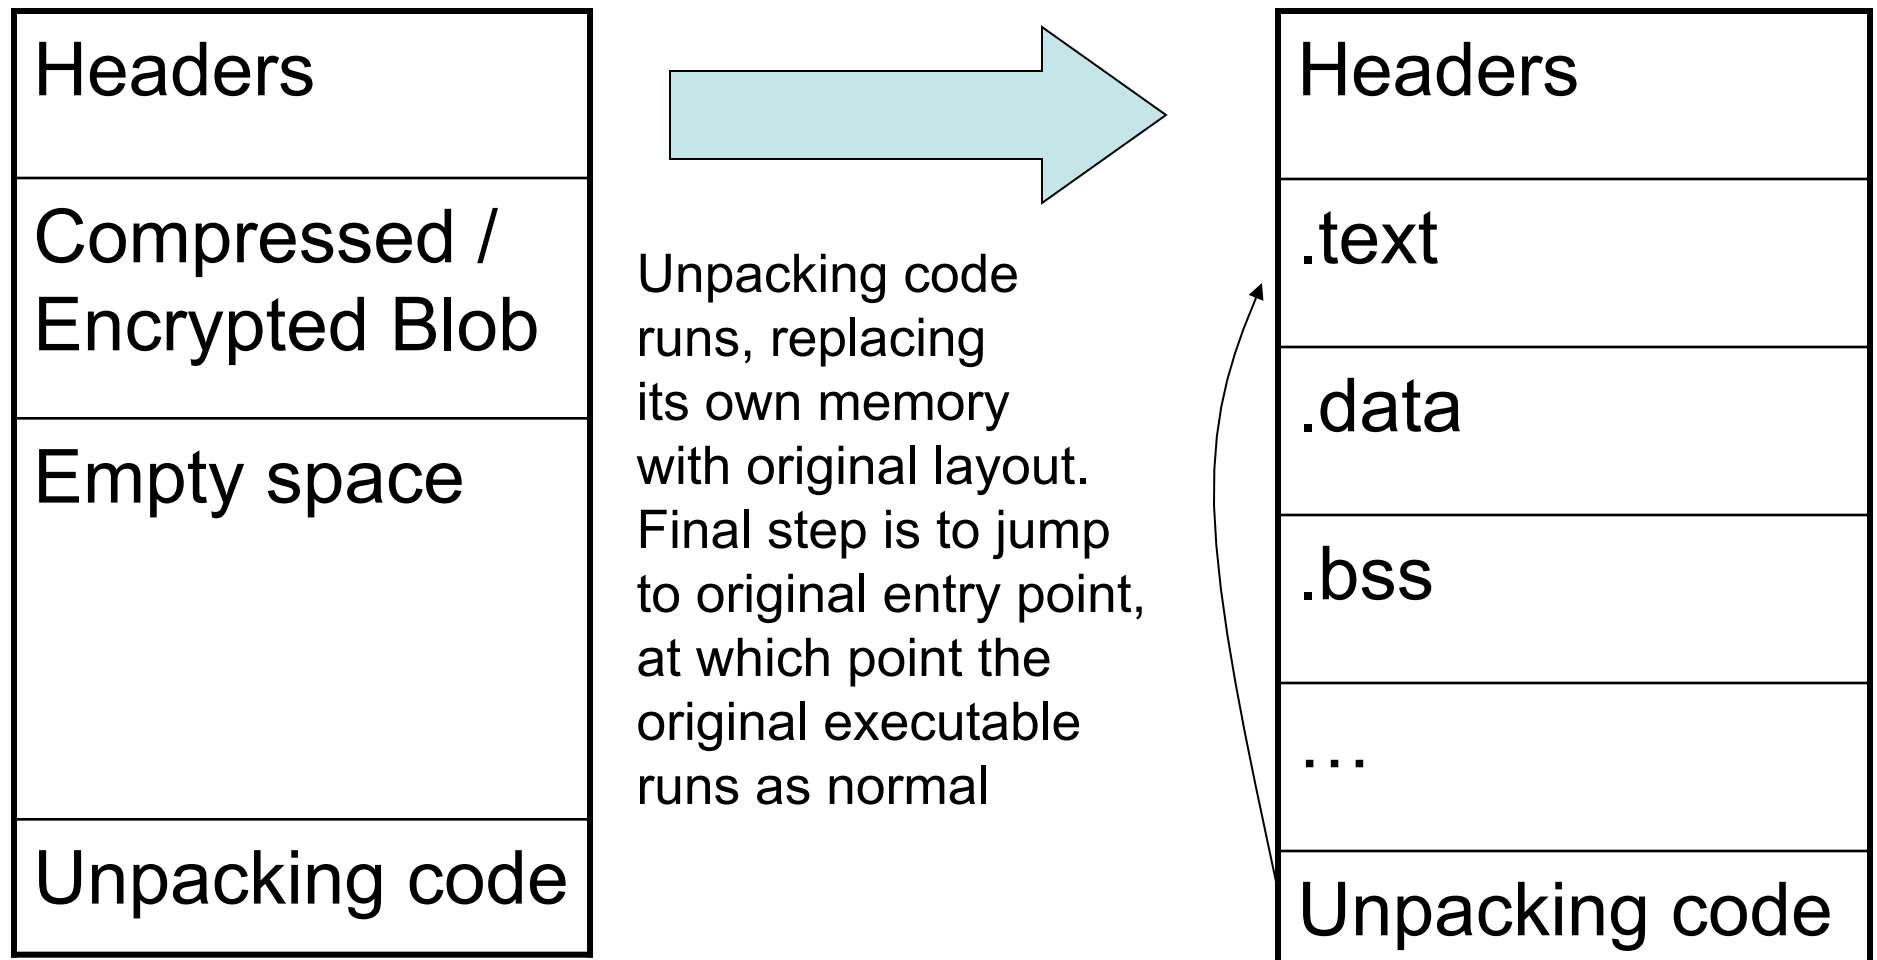 Headers
Compressed /
Encrypted Blob
Empty space
Unpacking code
Unpacking code
runs, replacing
its own memory
with original layout.
Final step is to jump
to original entry point,
at which point the
original executable
runs as normal
Headers
.text
.data
.bss
…
Unpacking code